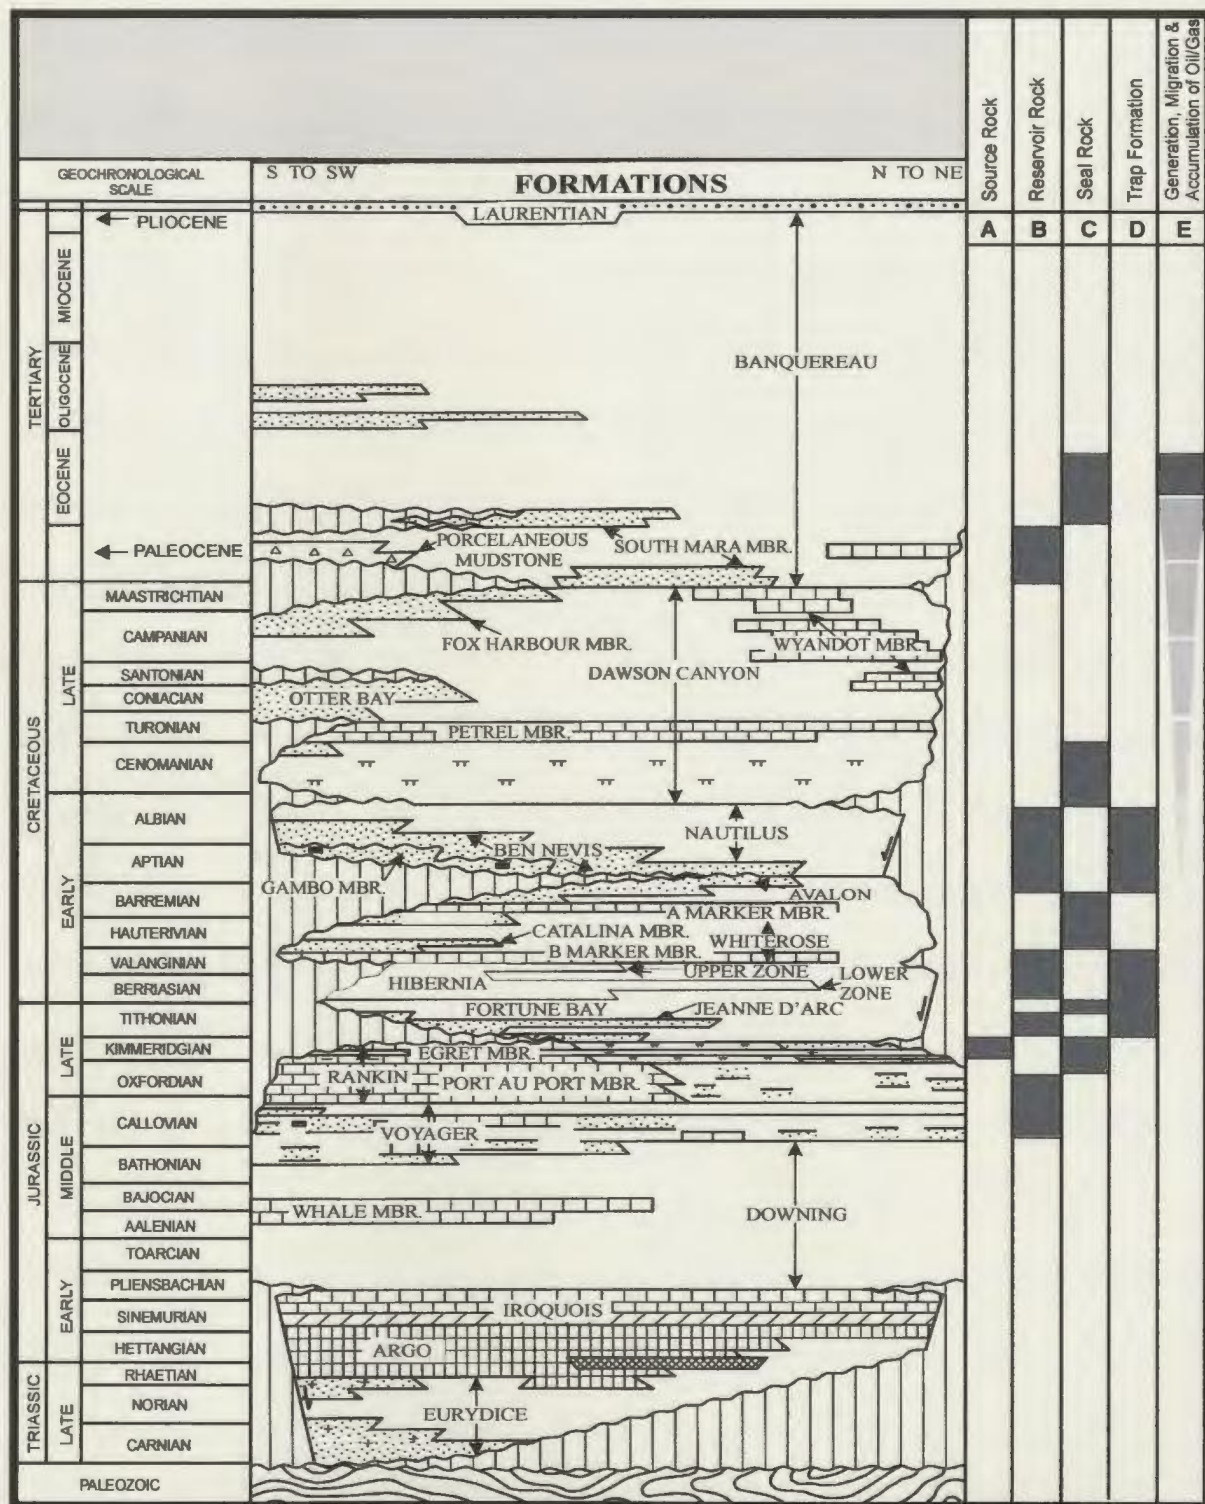 Source Rock
Reservoir Rock
Seal Rock
Trap Formation
Generation, Migration &
Accumulation of Oil/Gas
GEOCHRONOLOGICAL
SCALE
S TO SW
FORMATIONS
N TO NE
A
B
C
D
E
TERTIARY
MIOCENE
OLIGOCENE
EOCENE
← PLIOCENE
← PALEOCENE
CRETACEOUS
LATE
MAASTRICHTIAN
CAMPANIAN
SANTONIAN
CONIACIAN
TURONIAN
CENOMANIAN
EARLY
ALBIAN
APTIAN
BARREMIAN
HAUTERIVIAN
VALANGINIAN
BERRIASIAN
JURASSIC
LATE
TITHONIAN
KIMMERIDGIAN
OXFORDIAN
MIDDLE
CALLOVIAN
BATHONIAN
BAJOCIAN
AALENIAN
EARLY
TOARCIAN
PLIENSBACHIAN
SINEMURIAN
HETTANGIAN
TRIASSIC
LATE
RHAETIAN
NORIAN
CARNIAN
PALEOZOIC
LAURENTIAN
BANQUEREAU
PORCELANEOUS
MUDSTONE
SOUTH MARA MBR.
FOX HARBOUR MBR.
WYANDOT MBR.
DAWSON CANYON
OTTER BAY
PETREL MBR.
NAUTILUS
BEN NEVIS
GAMBO MBR.
AVALON
A MARKER MBR.
CATALINA MBR.
WHITEROSE
B MARKER MBR.
UPPER ZONE
HIBERNIA
LOWER
ZONE
FORTUNE BAY
JEANNE D'ARC
EGRET MBR.
RANKIN
PORT AU PORT MBR.
VOYAGER
WHALE MBR.
DOWNING
IROQUOIS
ARGO
EURYDICE